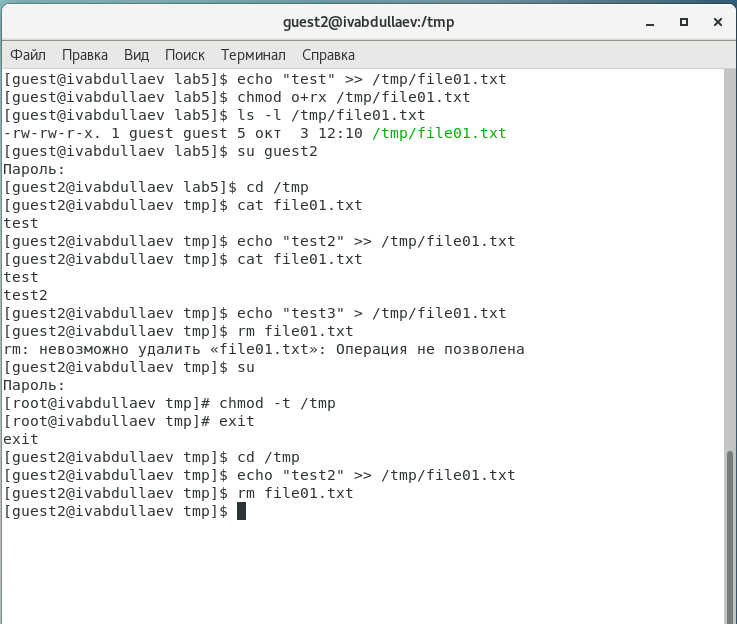 guest2@ivabdullaev:/tmp
Файл Правка Вид Поиск Терминал Справка
[guest@ivabdullaev lab5]$ echo "test" >> /tmp/file01.txt
[guest@ivabdullaev lab5]$ chmod o+rx /tmp/file01.txt
[guest@ivabdullaev lab5]$ ls -l /tmp/file01.txt
-rw-rw-r-x. 1 guest guest 5 окт  3 12:10 /tmp/file01.txt
[guest@ivabdullaev lab5]$ su guest2
Пароль:
[guest2@ivabdullaev lab5]$ cd /tmp
[guest2@ivabdullaev tmp]$ cat file01.txt
test
[guest2@ivabdullaev tmp]$ echo "test2" >> /tmp/file01.txt
[guest2@ivabdullaev tmp]$ cat file01.txt
test
test2
[guest2@ivabdullaev tmp]$ echo "test3" > /tmp/file01.txt
[guest2@ivabdullaev tmp]$ rm file01.txt
rm: невозможно удалить «file01.txt»: Операция не позволена
[guest2@ivabdullaev tmp]$ su
Пароль:
[root@ivabdullaev tmp]# chmod -t /tmp
[root@ivabdullaev tmp]# exit
exit
[guest2@ivabdullaev tmp]$ cd /tmp
[guest2@ivabdullaev tmp]$ echo "test2" >> /tmp/file01.txt
[guest2@ivabdullaev tmp]$ rm file01.txt
[guest2@ivabdullaev tmp]$